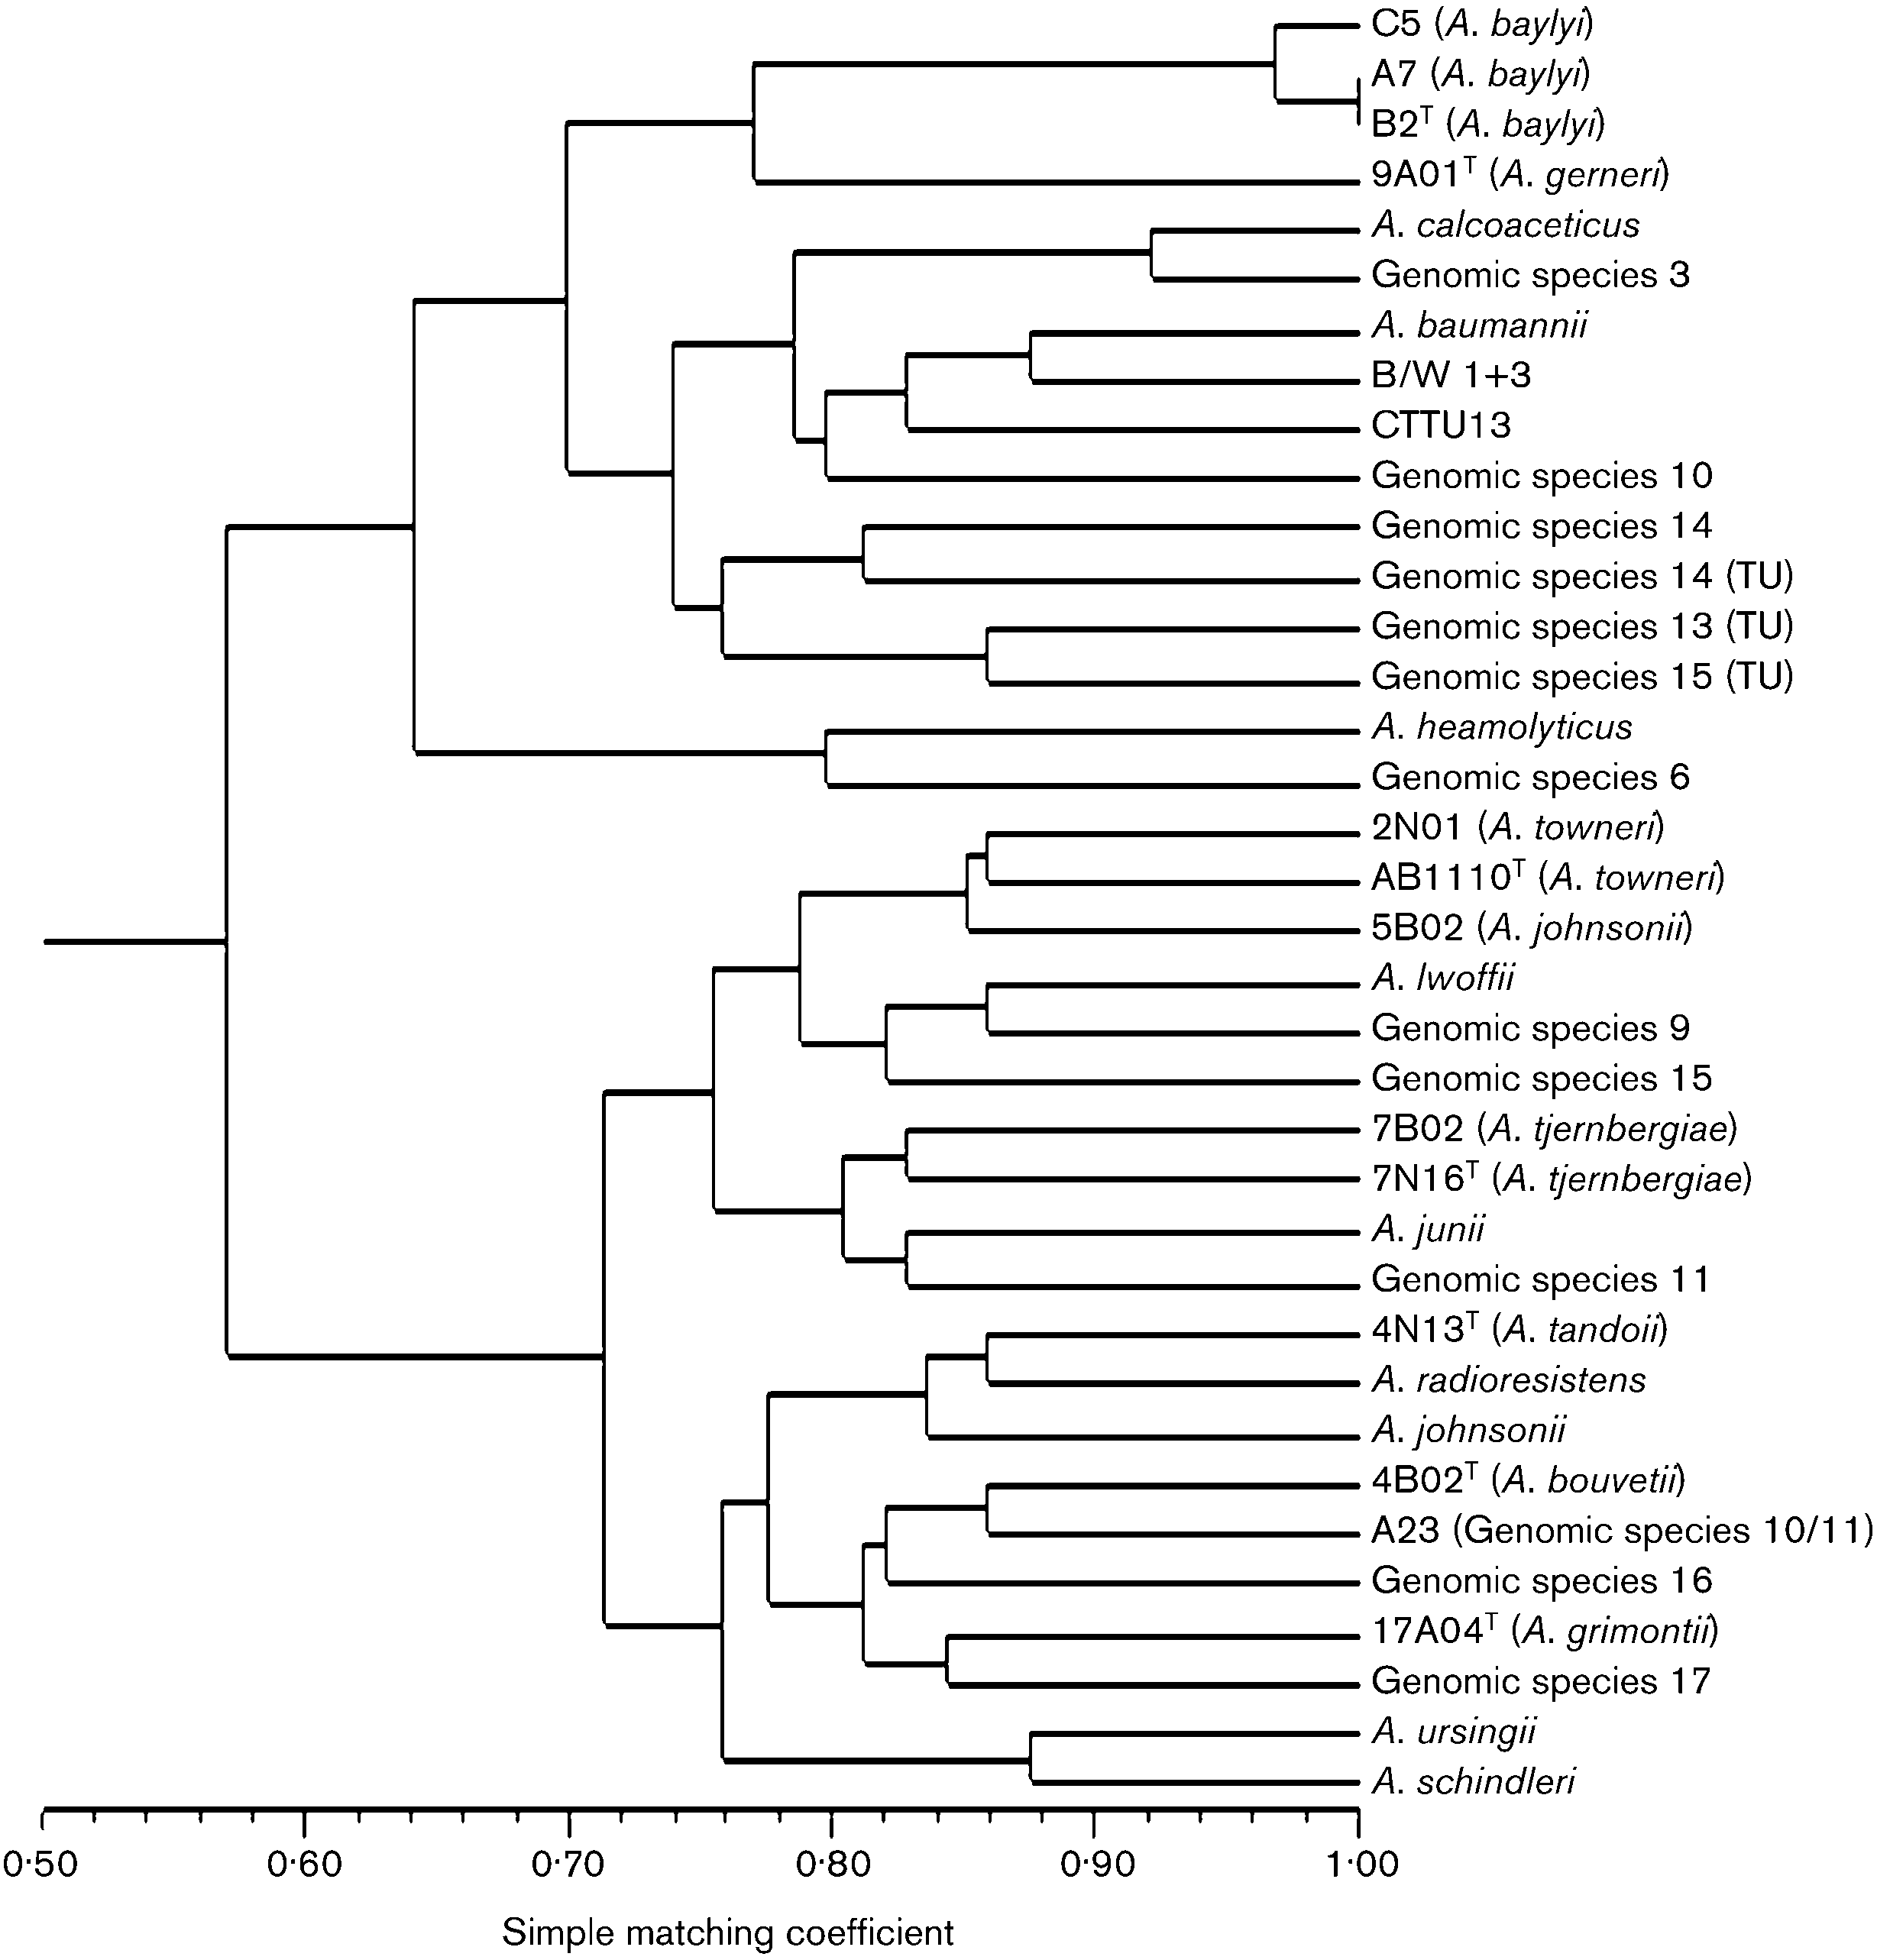 C5 (A. baylyi)
A7 (A. baylyi)
B2ᵀ (A. baylyi)
9A01ᵀ (A. gerneri)
A. calcoaceticus
Genomic species 3
A. baumannii
B/W 1+3
CTTU13
Genomic species 10
Genomic species 14
Genomic species 14 (TU)
Genomic species 13 (TU)
Genomic species 15 (TU)
A. heamolyticus
Genomic species 6
2N01 (A. towneri)
AB1110ᵀ (A. towneri)
5B02 (A. johnsonii)
A. lwoffii
Genomic species 9
Genomic species 15
7B02 (A. tjernbergiae)
7N16ᵀ (A. tjernbergiae)
A. junii
Genomic species 11
4N13ᵀ (A. tandoii)
A. radioresistens
A. johnsonii
4B02ᵀ (A. bouvetii)
A23 (Genomic species 10/11)
Genomic species 16
17A04ᵀ (A. grimontii)
Genomic species 17
A. ursingii
A. schindleri
0·50 0·60 0·70 0·80 0·90 1·00
Simple matching coefficient